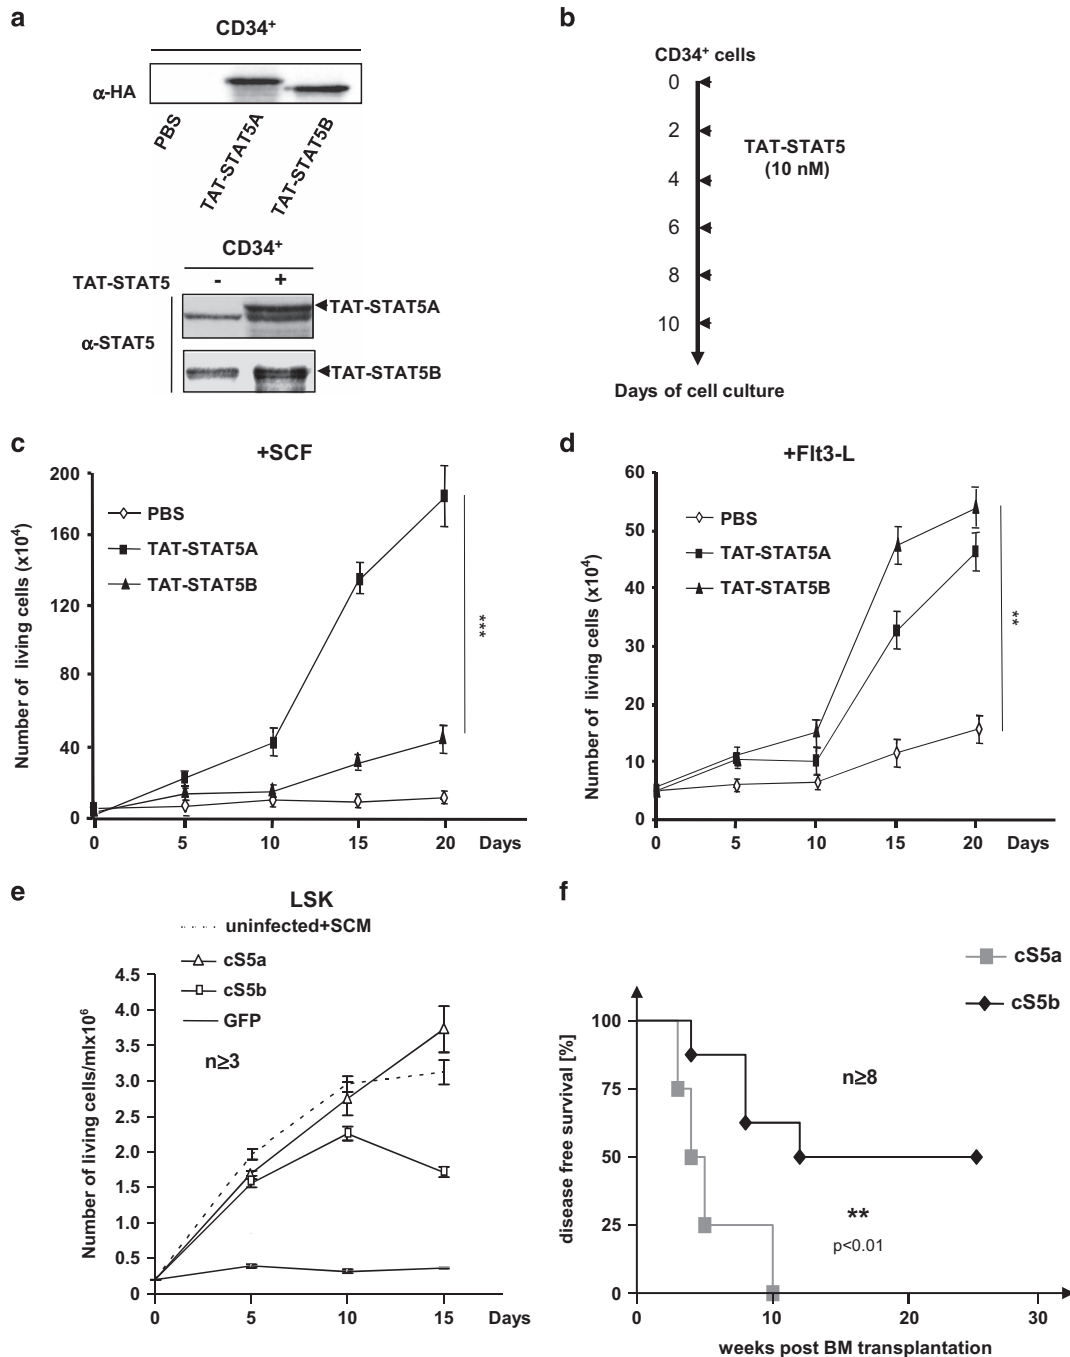 a
CD34+
α-HA
PBS
TAT-STAT5A
TAT-STAT5B
CD34+
TAT-STAT5 - +
α-STAT5
TAT-STAT5A
TAT-STAT5B
b
CD34+ cells
0
2
4
6
8
10
TAT-STAT5
(10 nM)
Days of cell culture
c
+SCF
Number of living cells (x10⁴)
200
160
120
80
40
0
PBS
TAT-STAT5A
TAT-STAT5B
***
0 5 10 15 20 Days
d
+Flt3-L
Number of living cells (x10⁴)
60
50
40
30
20
10
0
PBS
TAT-STAT5A
TAT-STAT5B
**
0 5 10 15 20 Days
e
LSK
uninfected+SCM
cS5a
cS5b
GFP
n≥3
Number of living cells/mlx10⁶
4.5
4.0
3.5
3.0
2.5
2.0
1.5
1.0
0.5
0
0 5 10 15 Days
f
cS5a
cS5b
disease free survival [%]
100
75
50
25
0
n≥8
**
p<0.01
0 10 20 30
weeks post BM transplantation